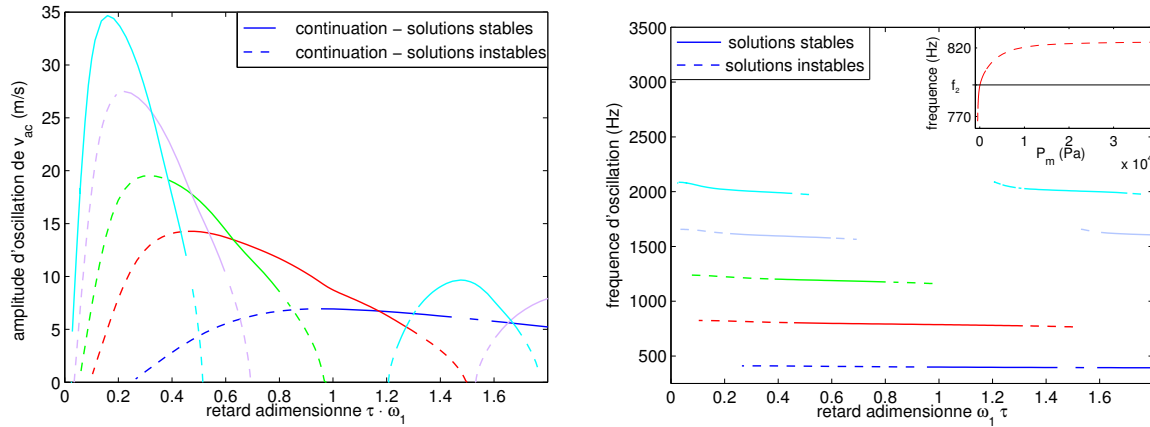 amplitude d'oscillation de v_ac (m/s)
35
30
25
20
15
10
5
0
continuation − solutions stables
continuation − solutions instables
0 0.2 0.4 0.6 0.8 1 1.2 1.4 1.6
retard adimensionne τ · ω_1
frequence d'oscillation (Hz)
3500
3000
2500
2000
1500
1000
500
solutions stables
solutions instables
frequence (Hz)
820
f_2
770
0 1 2 3
P_m (Pa)
x 10^4
0 0.2 0.4 0.6 0.8 1 1.2 1.4 1.6
retard adimensionne ω_1 τ